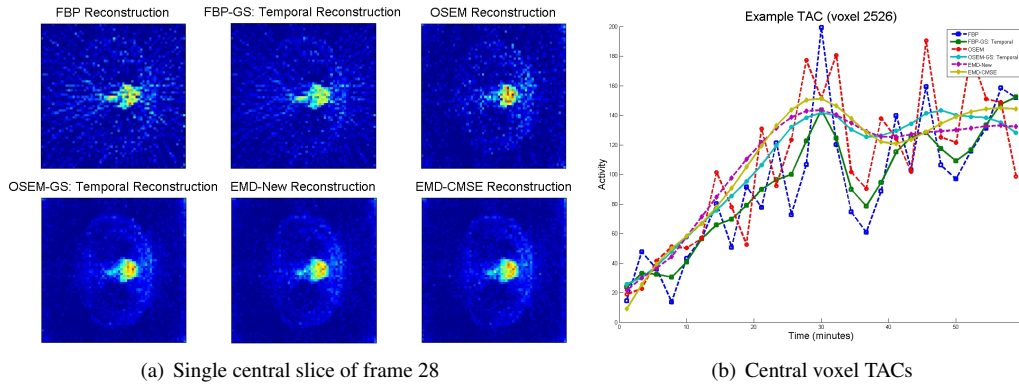 FBP Reconstruction
FBP-GS: Temporal Reconstruction
OSEM Reconstruction
OSEM-GS: Temporal Reconstruction
EMD-New Reconstruction
EMD-CMSE Reconstruction
(a) Single central slice of frame 28
Example TAC (voxel 2526)
FBP
FBP-GS: Temporal
OSEM
OSEM-GS: Temporal
EMD-New
EMD-CMSE
Activity
200
180
160
140
120
100
80
60
40
20
0
0 10 20 30 40 50
Time (minutes)
(b) Central voxel TACs